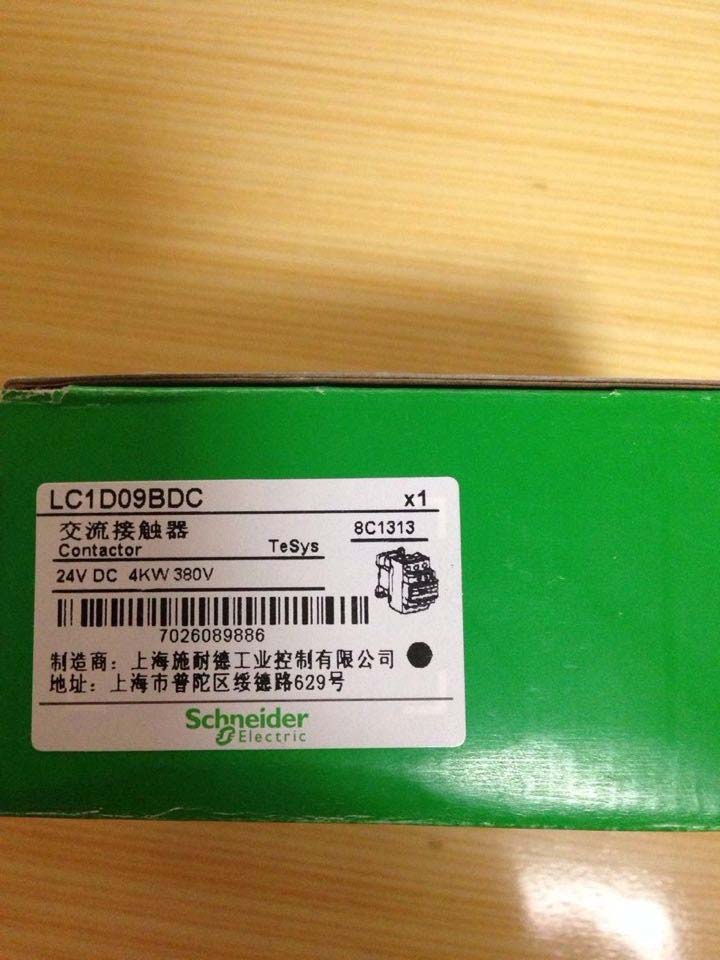 LC1D09BDC x1
交流接触器 8C1313
Contactor TeSys
24V DC 4KW 380V
7026089886
制造商：上海施耐德工业控制有限公司
地址：上海市普陀区绥德路629号
Schneider
Electric